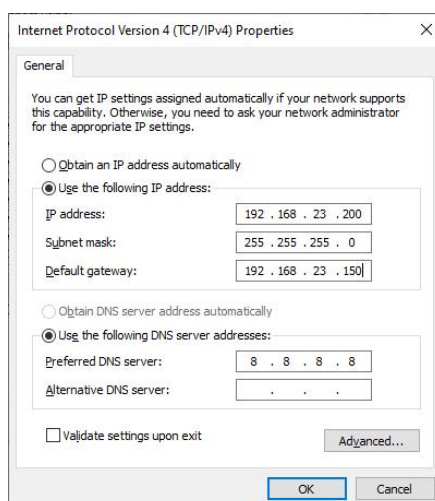 Internet Protocol Version 4 (TCP/IPv4) Properties
General
You can get IP settings assigned automatically if your network supports
this capability. Otherwise, you need to ask your network administrator
for the appropriate IP settings.
Obtain an IP address automatically
Use the following IP address:
IP address: 192 . 168 . 23 . 200
Subnet mask: 255 . 255 . 255 . 0
Default gateway: 192 . 168 . 23 . 150
Obtain DNS server address automatically
Use the following DNS server addresses:
Preferred DNS server: 8 . 8 . 8 . 8
Alternative DNS server: . . .
Validate settings upon exit
Advanced...
OK Cancel